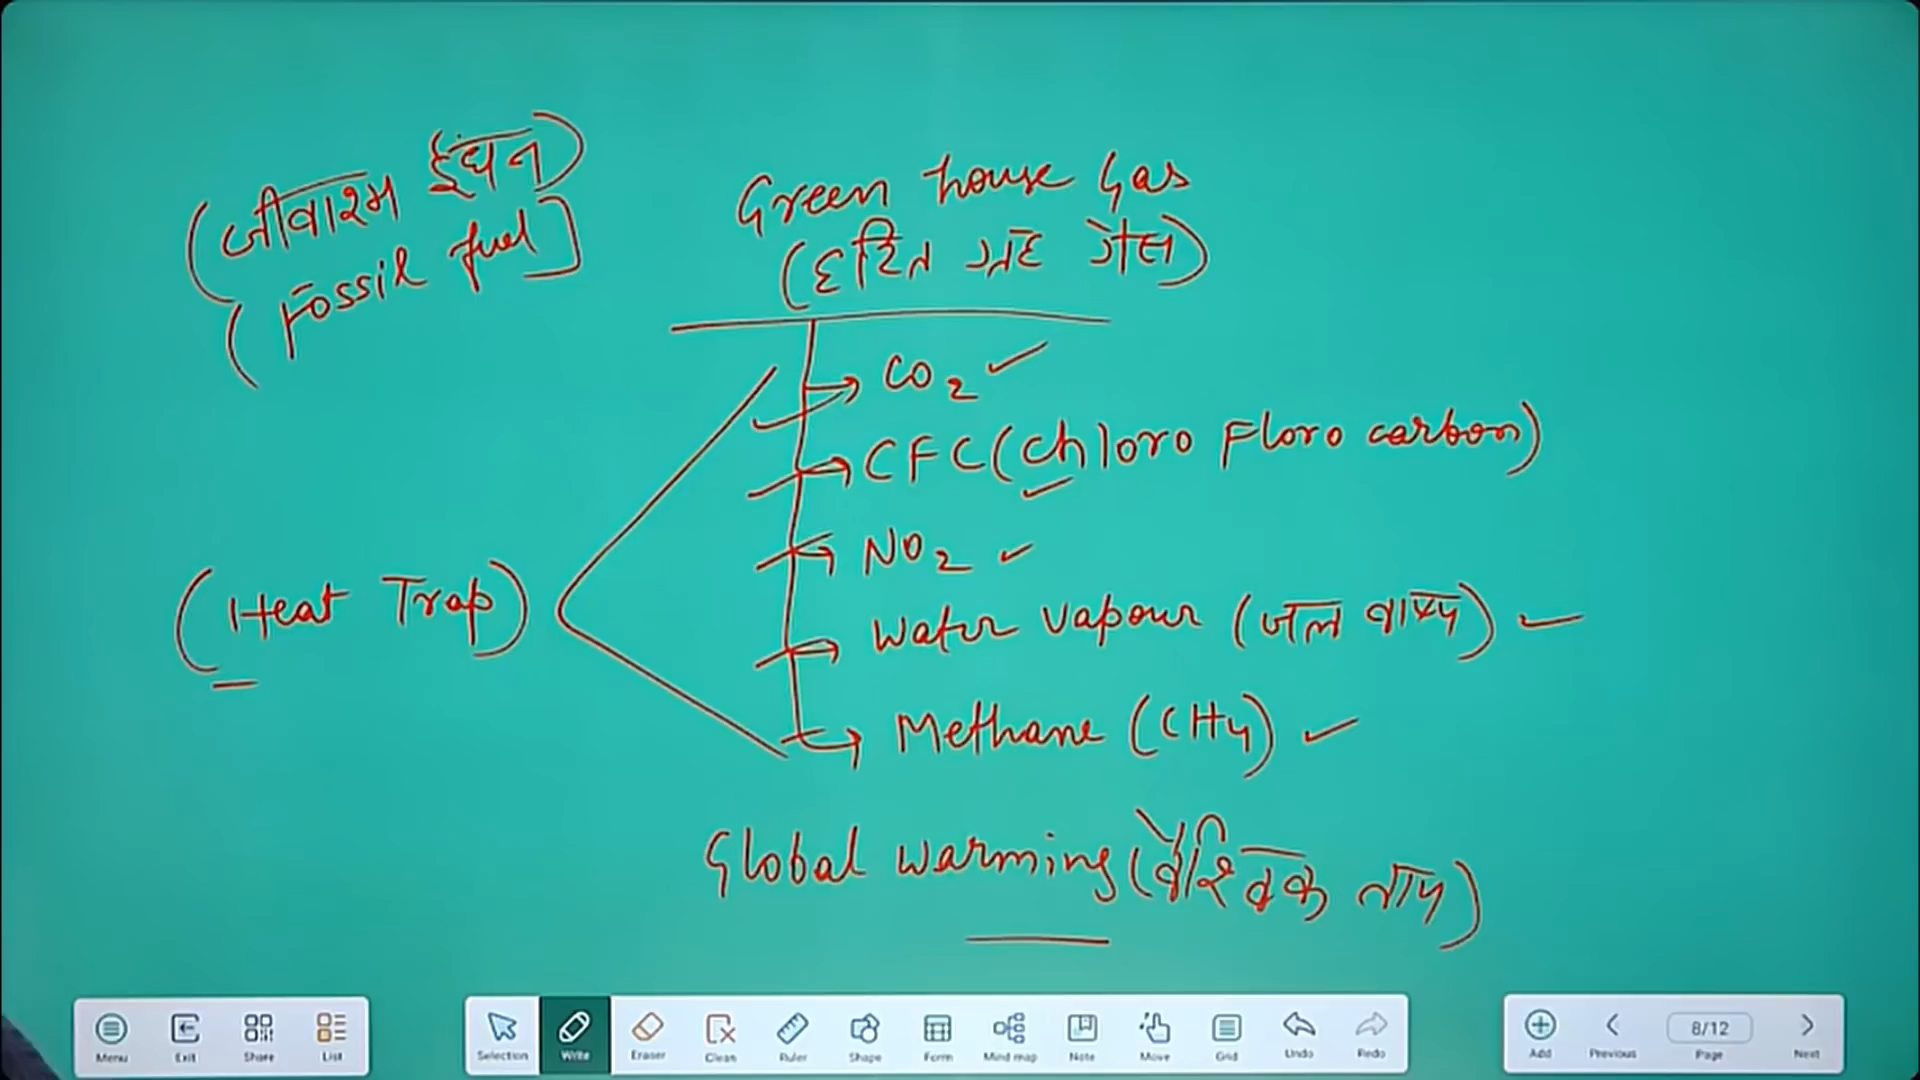 (जीवाश्म ईंधन)
(Fossil fuel]
Green house Gas
(हरित गृह गैस)
CO2
CFC (Chloro Floro carbon)
NO2
(Heat Trap)
Water vapour (जल वाष्प)
Methane (CH4)
Global warming (वैश्विक ताप)
Menu Exit Share List
Selection Write Eraser Clean Ruler Shape Form Mind map Note Move Grid Undo Redo
Add Previous 8/12 Page Next